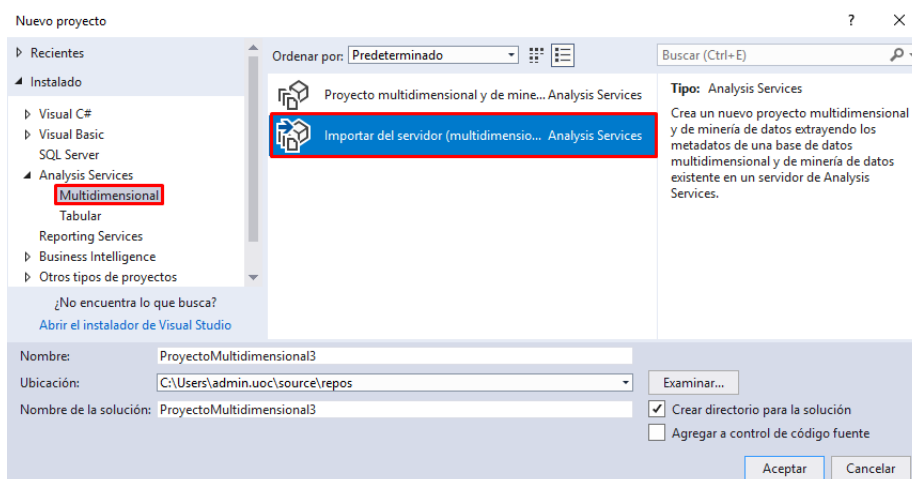 Nuevo proyecto
? ×
Recientes
Instalado
Visual C#
Visual Basic
SQL Server
Analysis Services
Multidimensional
Tabular
Reporting Services
Business Intelligence
Otros tipos de proyectos
¿No encuentra lo que busca?
Abrir el instalador de Visual Studio
Ordenar por: Predeterminado
Proyecto multidimensional y de mine... Analysis Services
Importar del servidor (multidimensio... Analysis Services
Buscar (Ctrl+E)
Tipo: Analysis Services
Crea un nuevo proyecto multidimensional
y de minería de datos extrayendo los
metadatos de una base de datos
multidimensional y de minería de datos
existente en un servidor de Analysis
Services.
Nombre: ProyectoMultidimensional3
Ubicación: C:\Users\admin.uoc\source\repos
Examinar...
Nombre de la solución: ProyectoMultidimensional3
Crear directorio para la solución
Agregar a control de código fuente
Aceptar
Cancelar